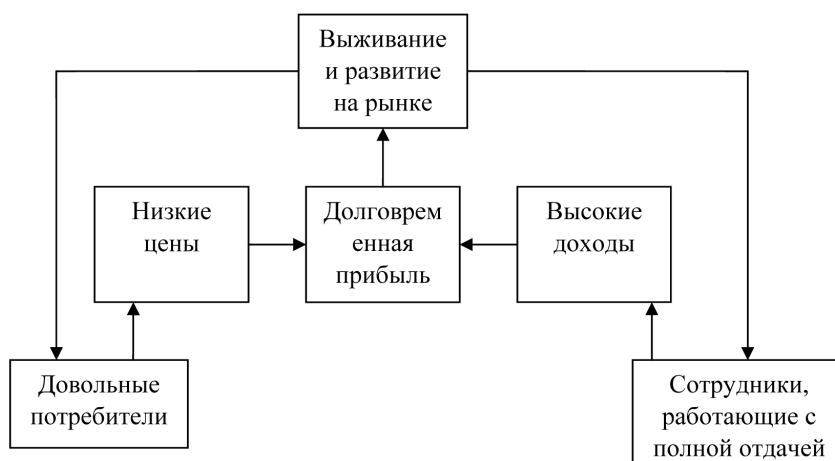 Выживание
и развитие
на рынке
Низкие
цены
Долговрем
енная
прибыль
Высокие
доходы
Довольные
потребители
Сотрудники,
работающие с
полной отдачей